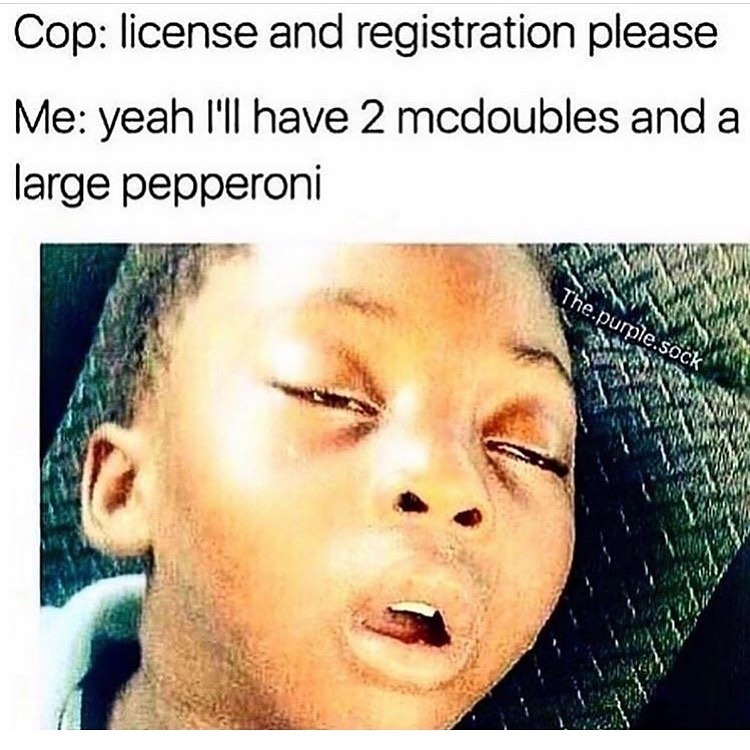 Cop: license and registration please
Me: yeah I'll have 2 mcdoubles and a
large pepperoni
The.purple.sock